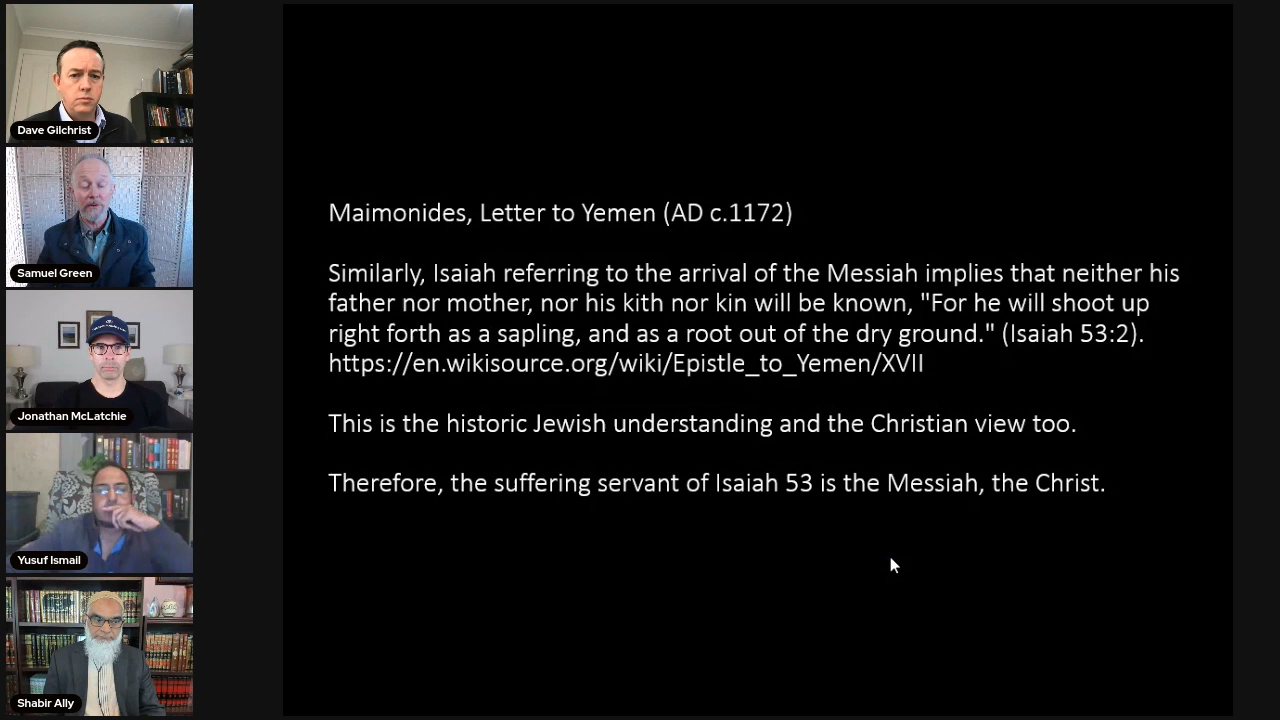 Dave Gilchrist
Samuel Green
Jonathan McLatchie
Yusuf Ismail
Shabir Ally
Maimonides, Letter to Yemen (AD c.1172)
Similarly, Isaiah referring to the arrival of the Messiah implies that neither his
father nor mother, nor his kith nor kin will be known, "For he will shoot up
right forth as a sapling, and as a root out of the dry ground." (Isaiah 53:2).
https://en.wikisource.org/wiki/Epistle_to_Yemen/XVII
This is the historic Jewish understanding and the Christian view too.
Therefore, the suffering servant of Isaiah 53 is the Messiah, the Christ.